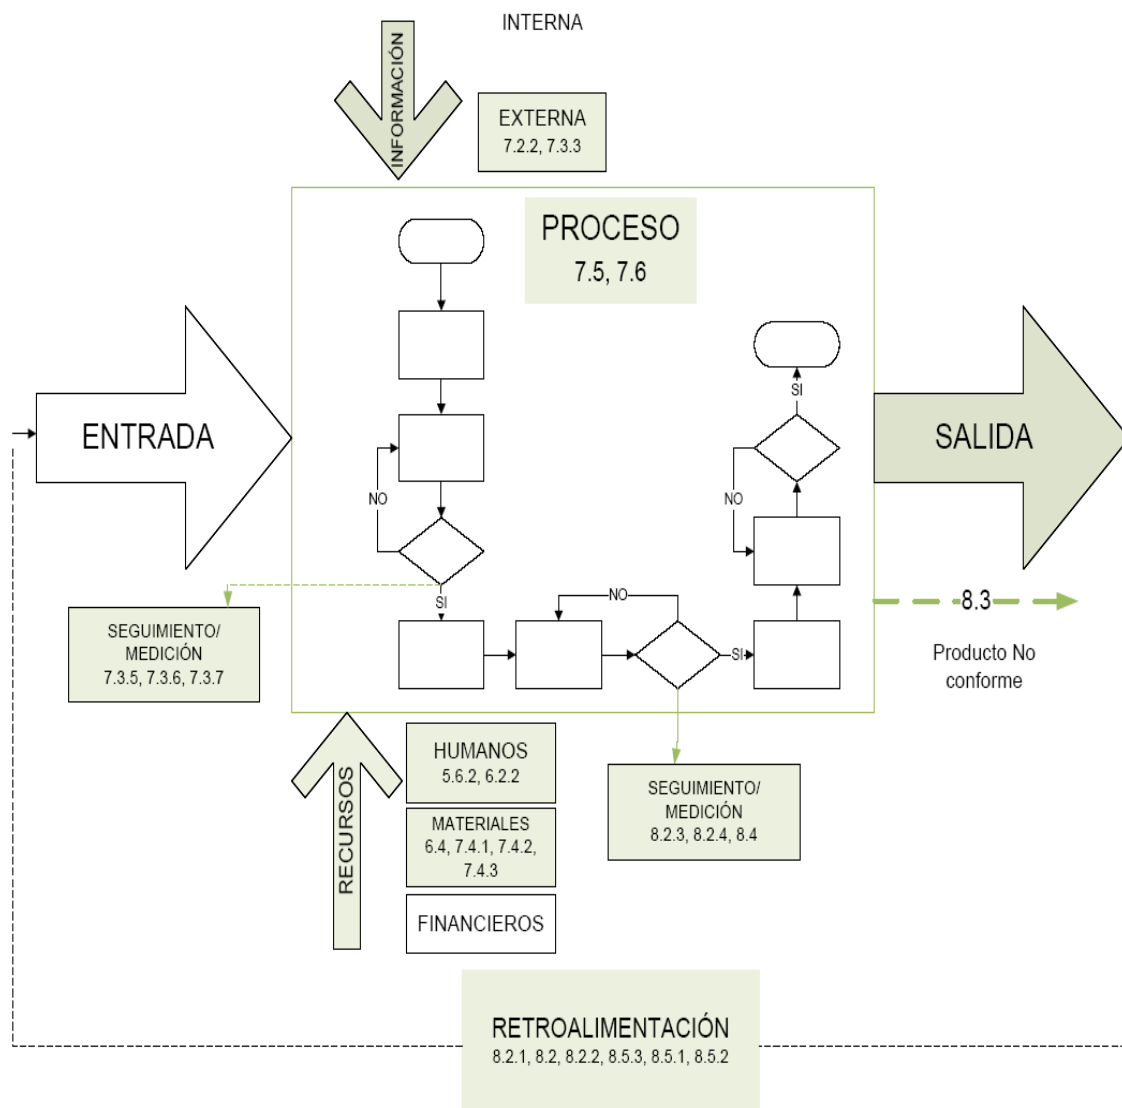 INTERNA
INFORMACIÓN
EXTERNA
7.2.2, 7.3.3
PROCESO
7.5, 7.6
ENTRADA
SALIDA
SI
NO
NO
SI
NO
SI
8.3
Producto No
conforme
SEGUIMIENTO/
MEDICIÓN
7.3.5, 7.3.6, 7.3.7
RECURSOS
HUMANOS
5.6.2, 6.2.2
MATERIALES
6.4, 7.4.1, 7.4.2,
7.4.3
FINANCIEROS
SEGUIMIENTO/
MEDICIÓN
8.2.3, 8.2.4, 8.4
RETROALIMENTACIÓN
8.2.1, 8.2, 8.2.2, 8.5.3, 8.5.1, 8.5.2